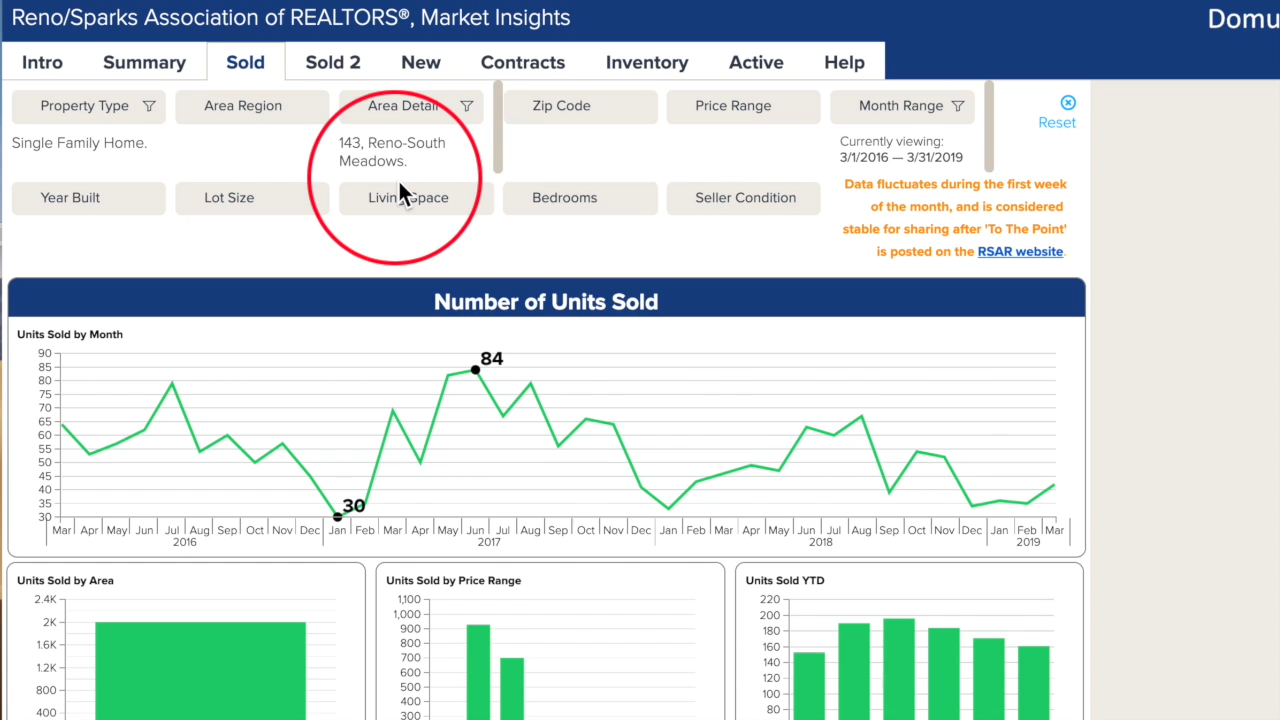 Reno/Sparks Association of REALTORS®, Market Insights
Domu
Intro Summary Sold Sold 2 New Contracts Inventory Active Help
Property Type Area Region Area Detail Zip Code Price Range Month Range
Reset
Single Family Home.
143, Reno-South
Meadows.
Currently viewing:
3/1/2016 — 3/31/2019
Year Built Lot Size Living Space Bedrooms Seller Condition
Data fluctuates during the first week
of the month, and is considered
stable for sharing after 'To The Point'
is posted on the RSAR website.
Number of Units Sold
Units Sold by Month
90
85
80
75
70
65
60
55
50
45
40
35
30
84
30
Mar Apr May Jun Jul Aug Sep Oct Nov Dec Jan Feb Mar Apr May Jun Jul Aug Sep Oct Nov Dec Jan Feb Mar Apr May Jun Jul Aug Sep Oct Nov Dec Jan Feb Mar
2016 2017 2018 2019
Units Sold by Area
2.4K
2K
1.6K
1.2K
800
400
Units Sold by Price Range
1,100
1,000
900
800
700
600
500
400
300
Units Sold YTD
220
200
180
160
140
120
100
80